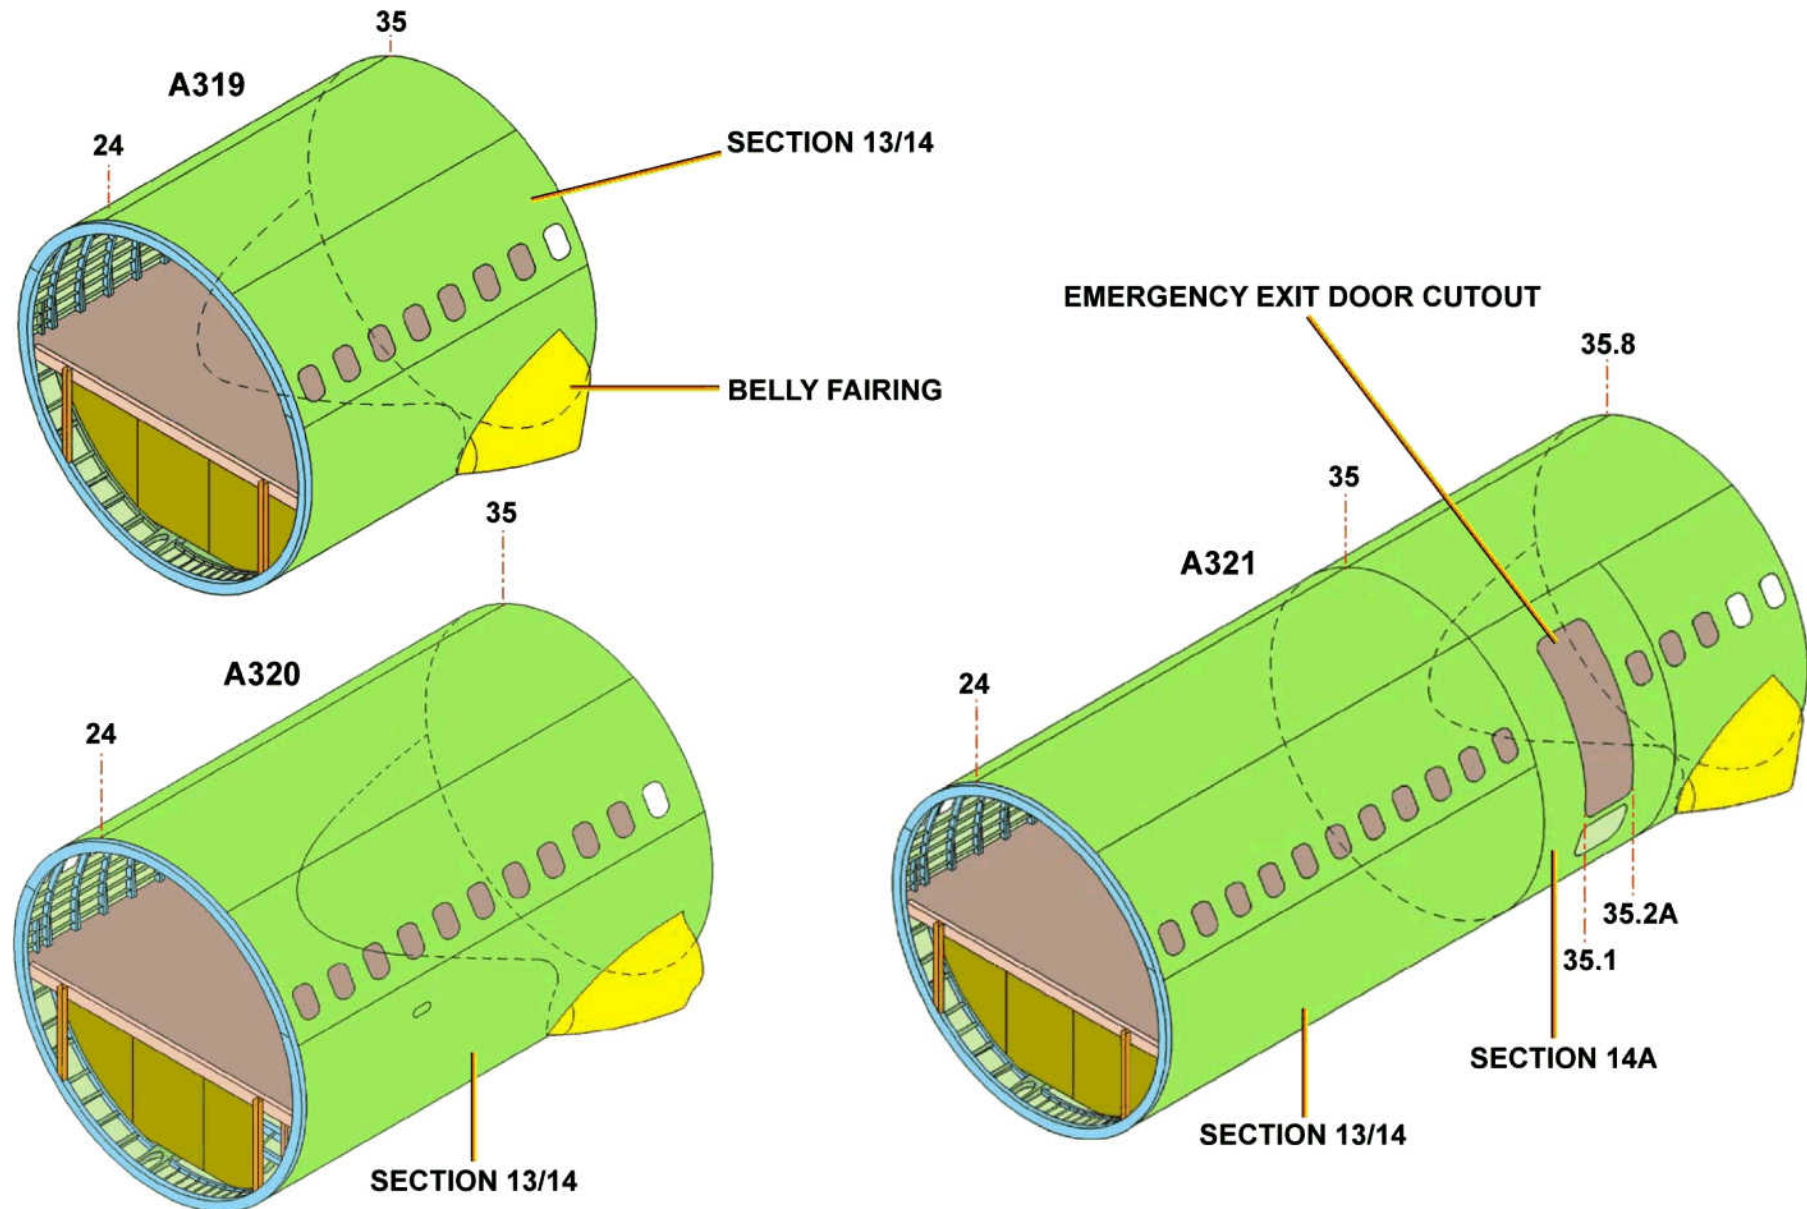 35
A319
24
SECTION 13/14
BELLY FAIRING
35
A320
24
SECTION 13/14
EMERGENCY EXIT DOOR CUTOUT
35.8
35
A321
24
35.2A
35.1
SECTION 14A
SECTION 13/14